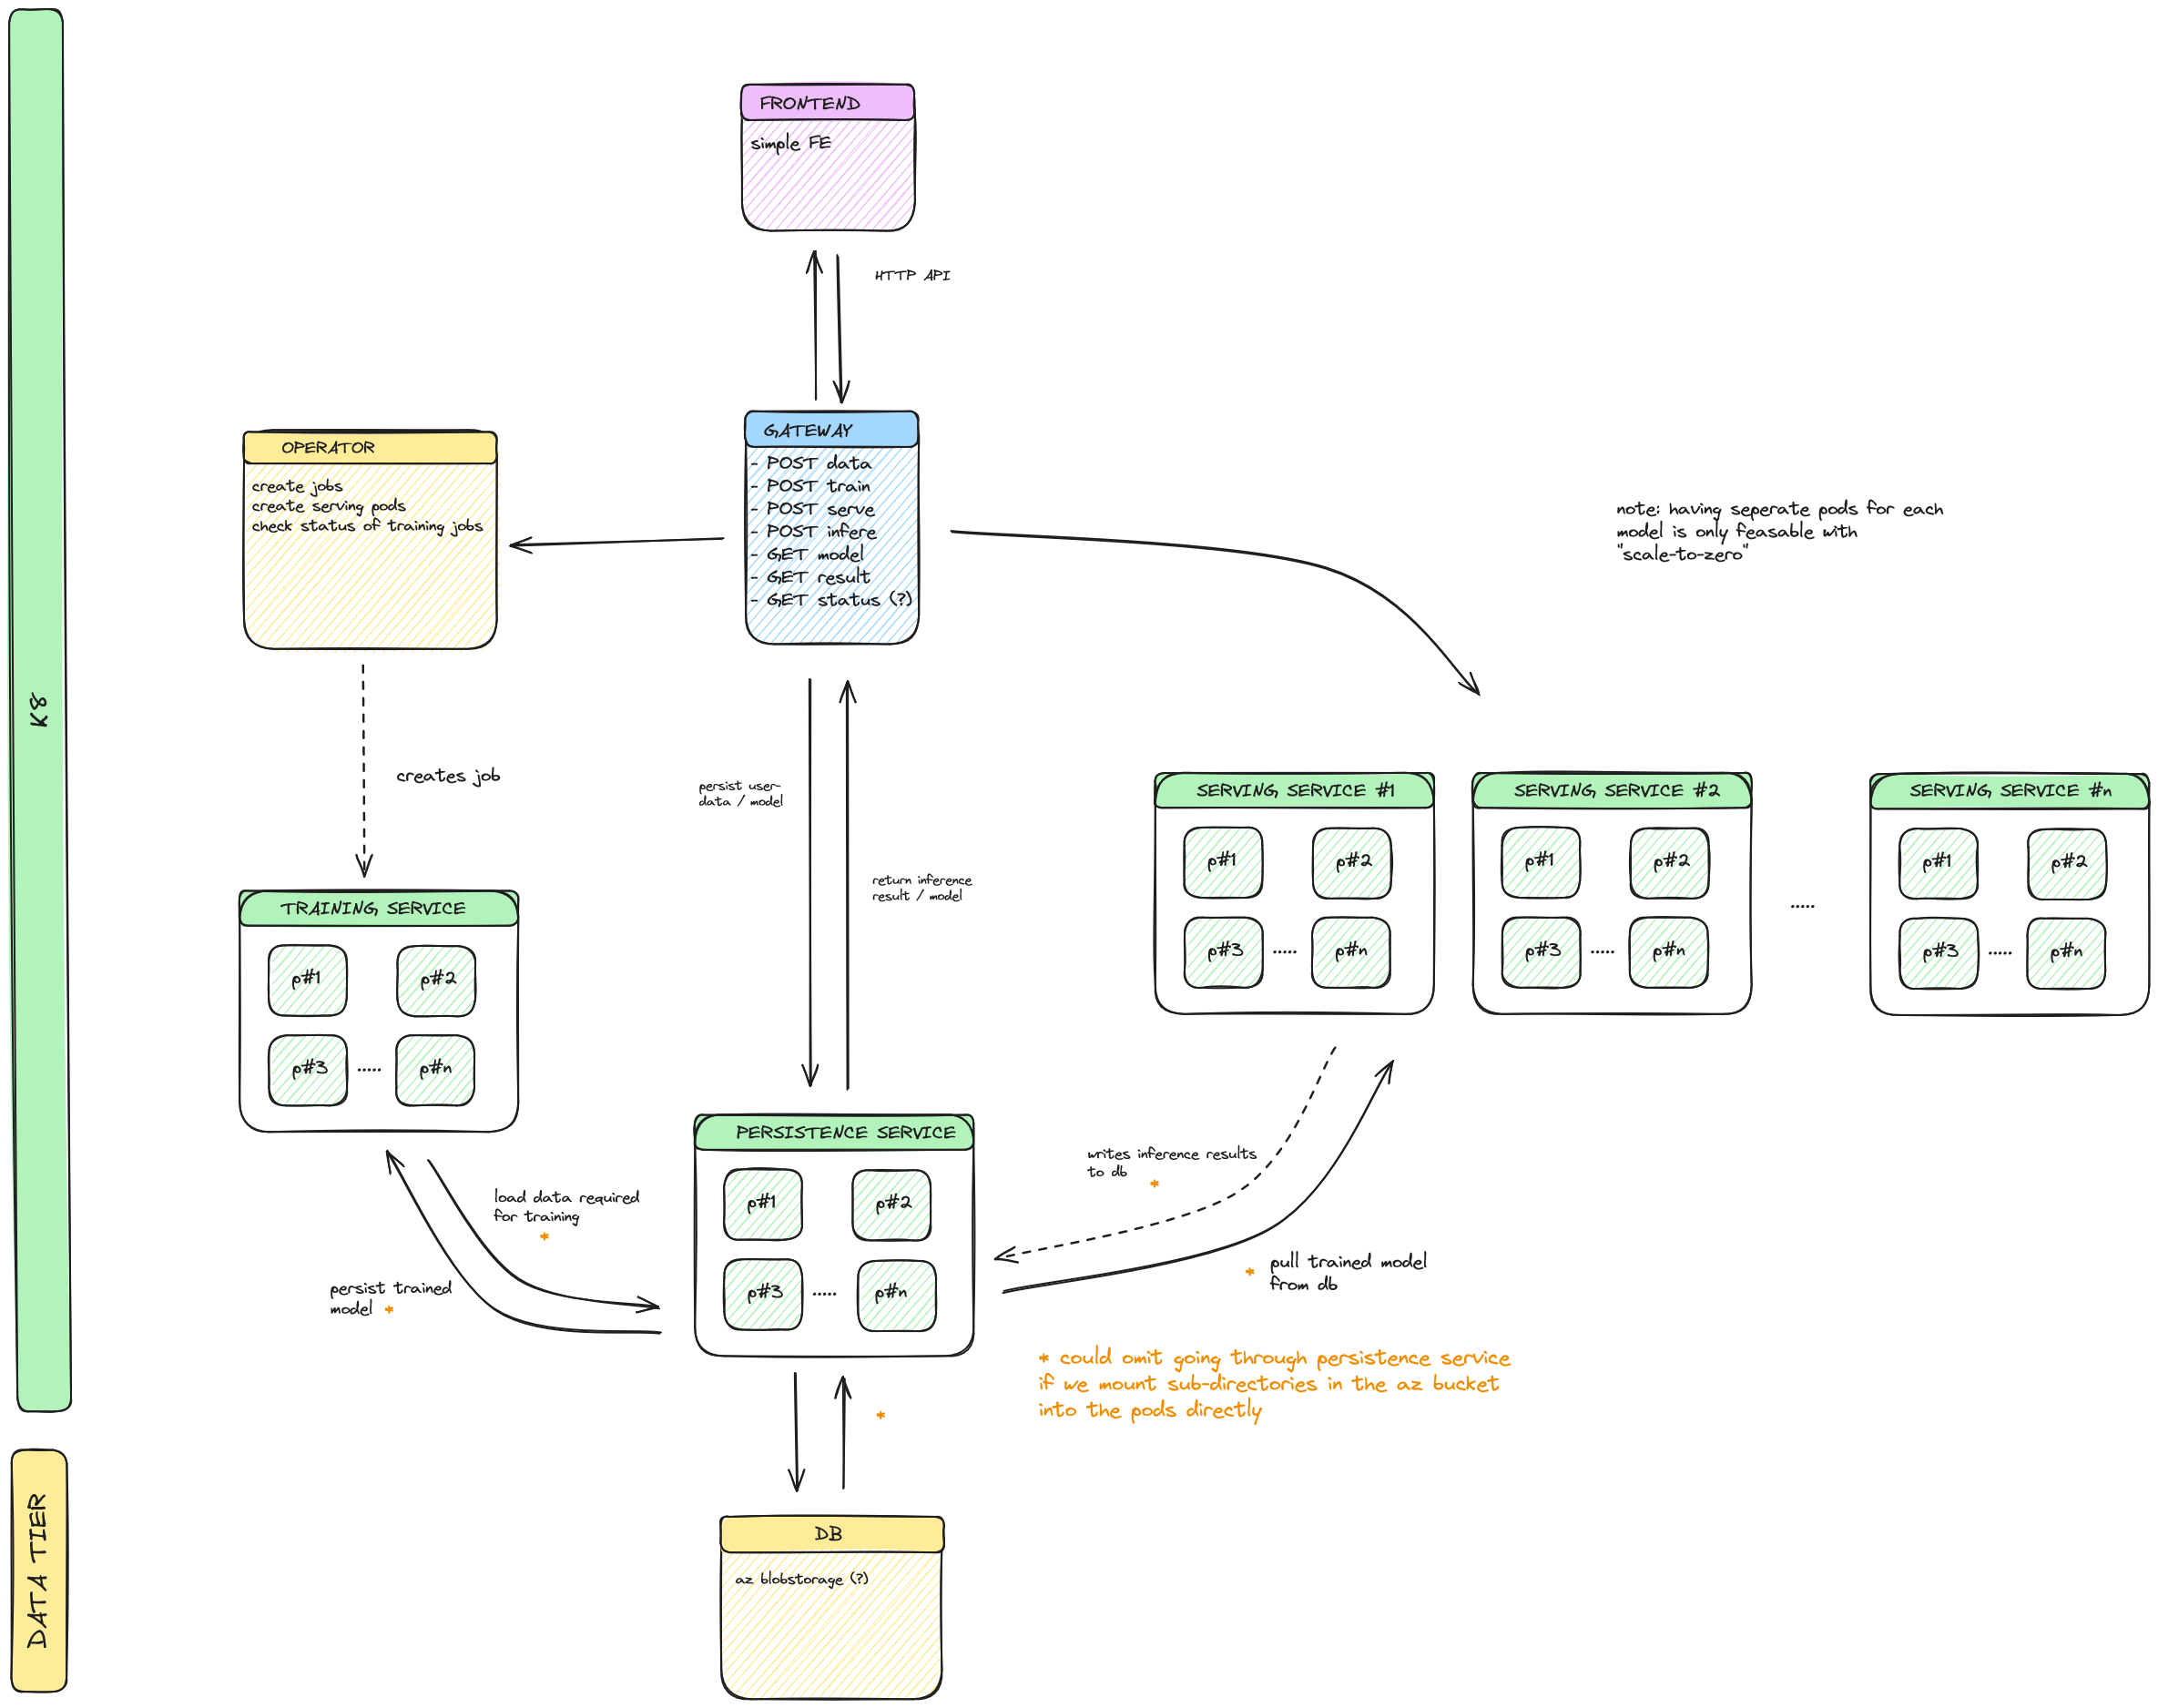 K8
FRONTEND
simple FE
HTTP API
OPERATOR
create jobs
create serving pods
check status of training jobs
GATEWAY
- POST data
- POST train
- POST serve
- POST infere
- GET model
- GET result
- GET status (?)
note: having seperate pods for each
model is only feasable with
"scale-to-zero"
creates job
persist user-
data / model
return inference
result / model
SERVING SERVICE #1
p#1
p#2
p#3
.....
p#n
SERVING SERVICE #2
p#1
p#2
p#3
.....
p#n
.....
SERVING SERVICE #n
p#1
p#2
p#3
.....
p#n
TRAINING SERVICE
p#1
p#2
p#3
.....
p#n
PERSISTENCE SERVICE
p#1
p#2
p#3
.....
p#n
load data required
for training
*
persist trained
model *
writes inference results
to db
*
* pull trained model
from db
* could omit going through persistence service
if we mount sub-directories in the az bucket
into the pods directly
*
DATA TIER
DB
az blobstorage (?)